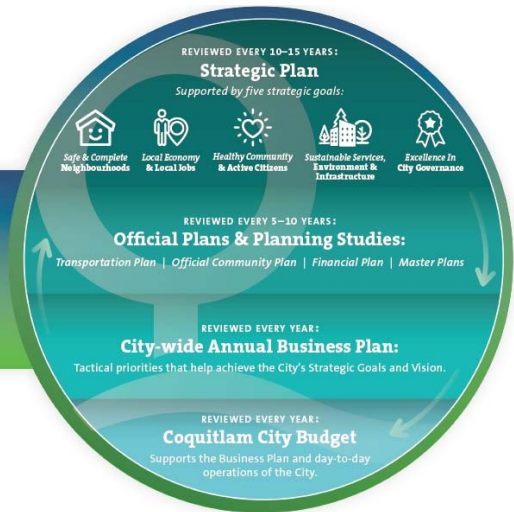 REVIEWED EVERY 10–15 YEARS:
Strategic Plan
Supported by five strategic goals:
Safe & Complete
Neighbourhoods
Local Economy
& Local Jobs
Healthy Community
& Active Citizens
Sustainable Services,
Environment &
Infrastructure
Excellence In
City Governance
REVIEWED EVERY 5–10 YEARS:
Official Plans & Planning Studies:
Transportation Plan | Official Community Plan | Financial Plan | Master Plans
REVIEWED EVERY YEAR:
City-wide Annual Business Plan:
Tactical priorities that help achieve the City's Strategic Goals and Vision.
REVIEWED EVERY YEAR:
Coquitlam City Budget
Supports the Business Plan and day-to-day
operations of the City.